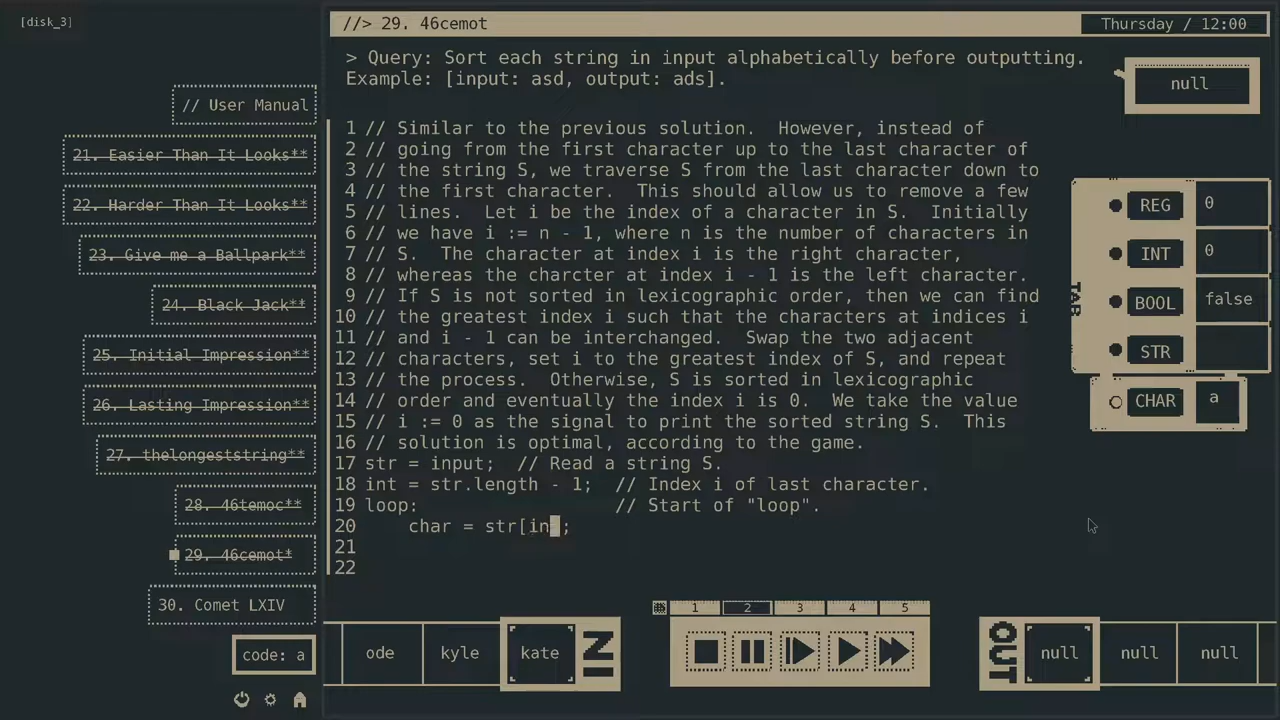 [disk_3]
//> 29. 46cemot
Thursday / 12:00
> Query: Sort each string in input alphabetically before outputting.
Example: [input: asd, output: ads].
null
// User Manual
21. Easier Than It Looks**
22. Harder Than It Looks**
23. Give me a Ballpark**
24. Black Jack**
25. Initial Impression**
26. Lasting Impression**
27. thelongeststring**
28. 46temoc**
29. 46cemot*
30. Comet LXIV
code: a
1 // Similar to the previous solution.  However, instead of
2 // going from the first character up to the last character of
3 // the string S, we traverse S from the last character down to
4 // the first character.  This should allow us to remove a few
5 // lines.  Let i be the index of a character in S.  Initially
6 // we have i := n - 1, where n is the number of characters in
7 // S.  The character at index i is the right character,
8 // whereas the charcter at index i - 1 is the left character.
9 // If S is not sorted in lexicographic order, then we can find
10 // the greatest index i such that the characters at indices i
11 // and i - 1 can be interchanged.  Swap the two adjacent
12 // characters, set i to the greatest index of S, and repeat
13 // the process.  Otherwise, S is sorted in lexicographic
14 // order and eventually the index i is 0.  We take the value
15 // i := 0 as the signal to print the sorted string S.  This
16 // solution is optimal, according to the game.
17 str = input;  // Read a string S.
18 int = str.length - 1;  // Index i of last character.
19 loop:                  // Start of "loop".
20     char = str[in ;
21
22
REG 0
INT 0
BOOL false
STR
CHAR a
1 2 3 4 5
ode kyle kate IN
OUT null null null